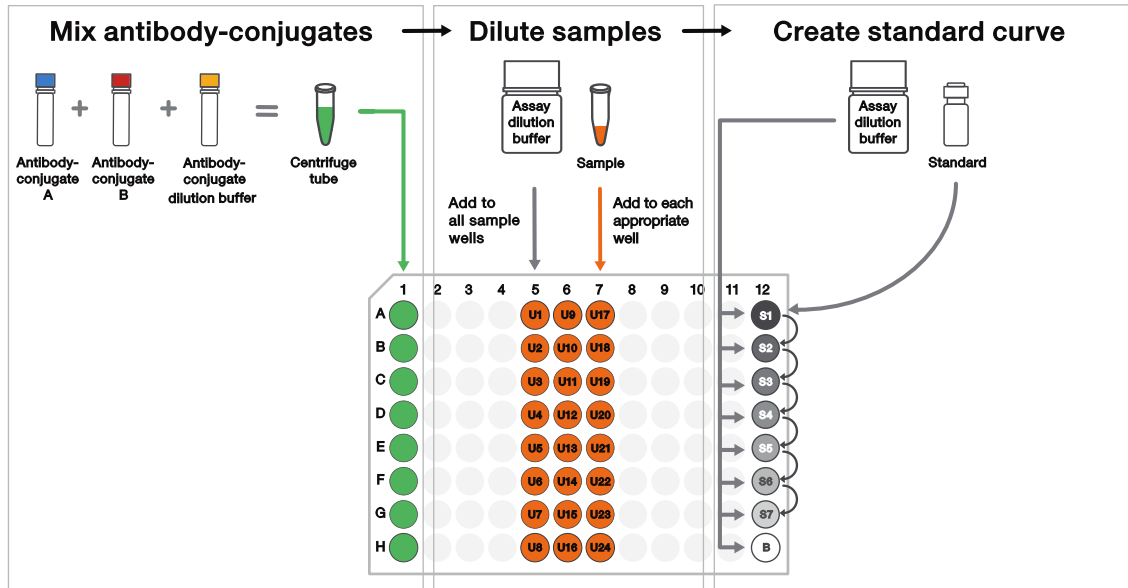 Mix antibody-conjugates
Dilute samples
Create standard curve
+
+
=
Antibody-
conjugate
A
Antibody-
conjugate
B
Antibody-
conjugate
dilution buffer
Centrifuge
tube
Assay
dilution
buffer
Sample
Assay
dilution
buffer
Standard
Add to
all sample
wells
Add to each
appropriate
well
1 2 3 4 5 6 7 8 9 10 11 12
A U1 U9 U17 S1
B U2 U10 U18 S2
C U3 U11 U19 S3
D U4 U12 U20 S4
E U5 U13 U21 S5
F U6 U14 U22 S6
G U7 U15 U23 S7
H U8 U16 U24 B